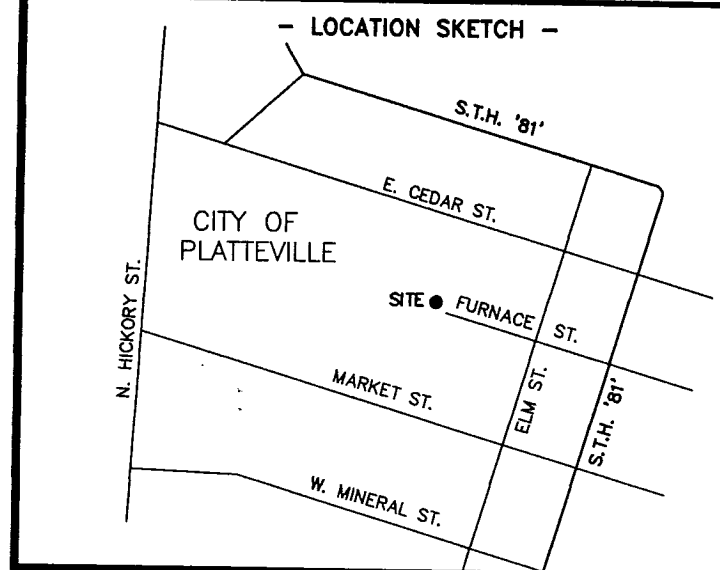 - LOCATION SKETCH -
S.T.H. '81'
E. CEDAR ST.
CITY OF
PLATTEVILLE
N. HICKORY ST.
SITE
FURNACE ST.
MARKET ST.
ELM ST.
S.T.H. '81'
W. MINERAL ST.